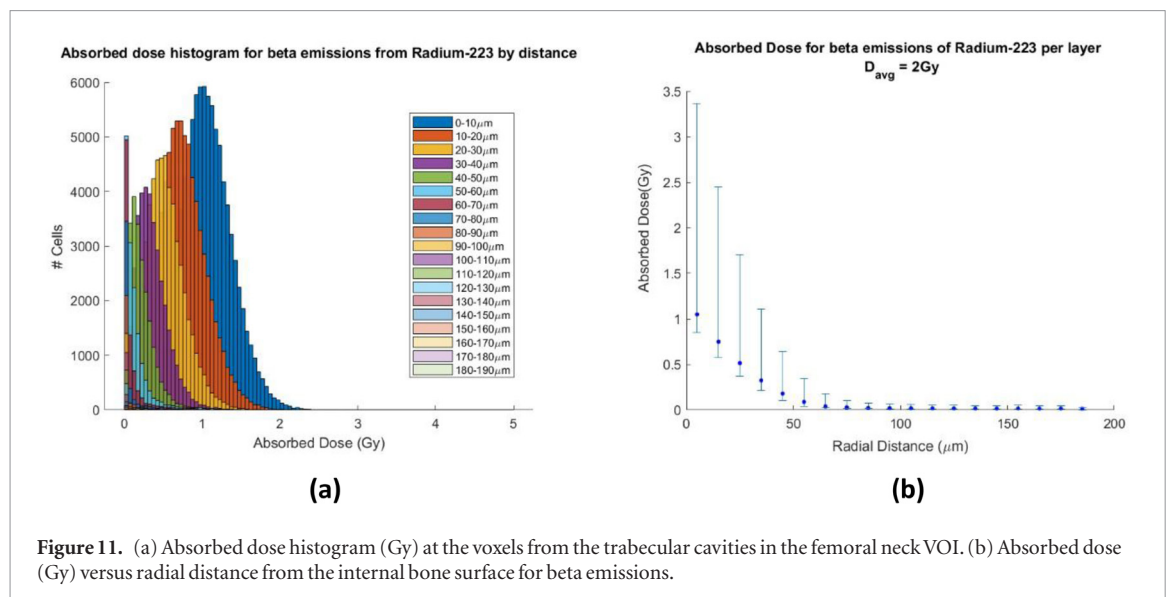 Absorbed dose histogram for beta emissions from Radium-223 by distance
6000
5000
4000
3000
2000
1000
0
# Cells
0
1
2
3
4
5
Absorbed Dose (Gy)
0-10μm
10-20μm
20-30μm
30-40μm
40-50μm
50-60μm
60-70μm
70-80μm
80-90μm
90-100μm
100-110μm
110-120μm
120-130μm
130-140μm
140-150μm
150-160μm
160-170μm
170-180μm
180-190μm
(a)
Absorbed Dose for beta emissions of Radium-223 per layer
Davg = 2Gy
3.5
3
2.5
2
1.5
1
0.5
0
Absorbed Dose(Gy)
0
50
100
150
200
Radial Distance (μm)
(b)
Figure 11. (a) Absorbed dose histogram (Gy) at the voxels from the trabecular cavities in the femoral neck VOI. (b) Absorbed dose
(Gy) versus radial distance from the internal bone surface for beta emissions.